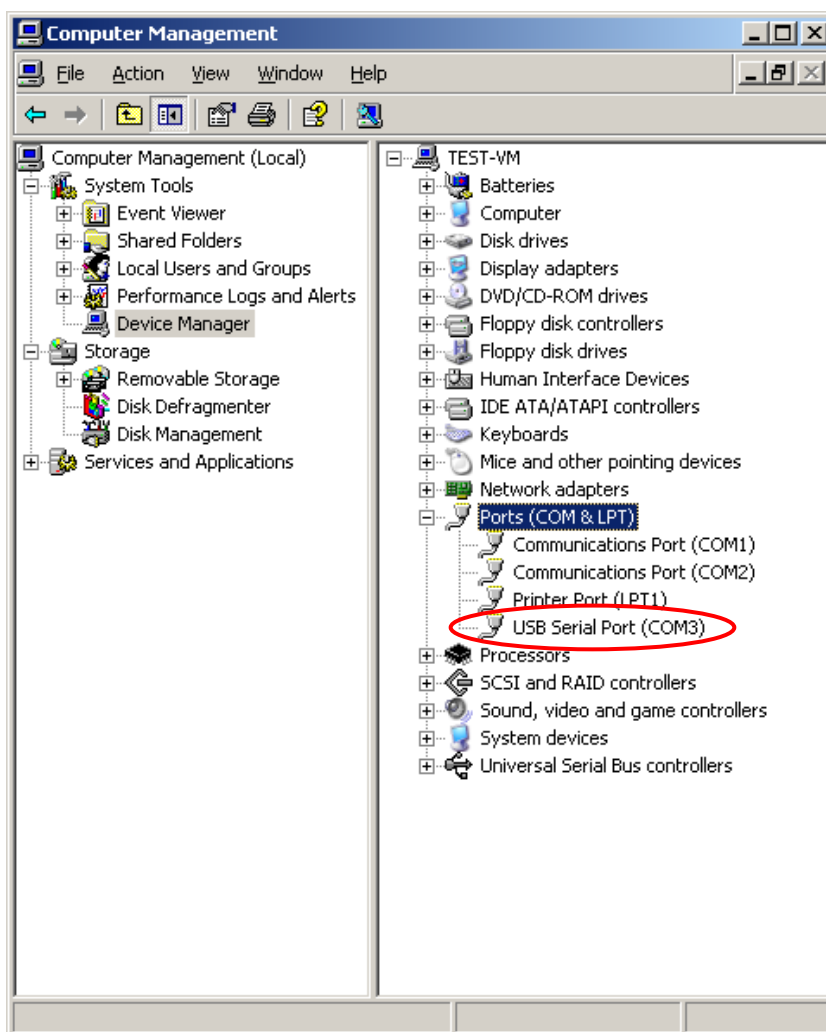 Computer Management
File Action View Window Help
Computer Management (Local)
System Tools
Event Viewer
Shared Folders
Local Users and Groups
Performance Logs and Alerts
Device Manager
Storage
Removable Storage
Disk Defragmenter
Disk Management
Services and Applications
TEST-VM
Batteries
Computer
Disk drives
Display adapters
DVD/CD-ROM drives
Floppy disk controllers
Floppy disk drives
Human Interface Devices
IDE ATA/ATAPI controllers
Keyboards
Mice and other pointing devices
Network adapters
Ports (COM & LPT)
Communications Port (COM1)
Communications Port (COM2)
Printer Port (LPT1)
USB Serial Port (COM3)
Processors
SCSI and RAID controllers
Sound, video and game controllers
System devices
Universal Serial Bus controllers